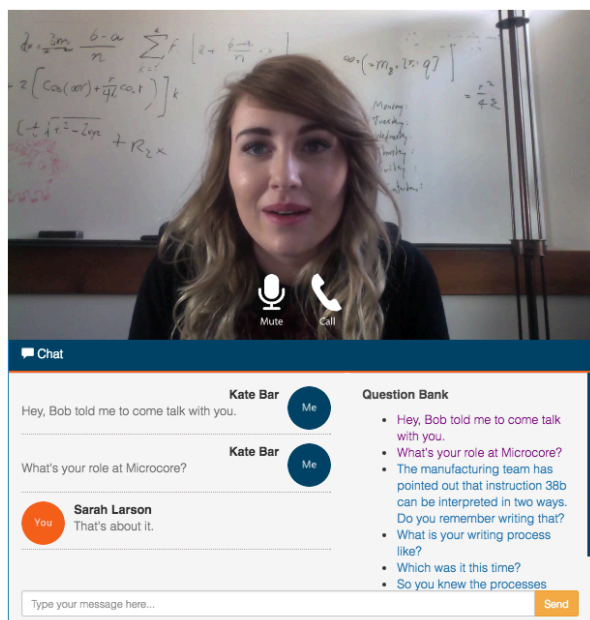 Monday:
Tuesday:
Mute
Call
Chat
Kate Bar
Hey, Bob told me to come talk with you.
Me
Kate Bar
What's your role at Microcore?
Me
You
Sarah Larson
That's about it.
Question Bank
Hey, Bob told me to come talk
with you.
What's your role at Microcore?
The manufacturing team has
pointed out that instruction 38b
can be interpreted in two ways.
Do you remember writing that?
What is your writing process
like?
Which was it this time?
So you knew the processes
Type your message here...
Send